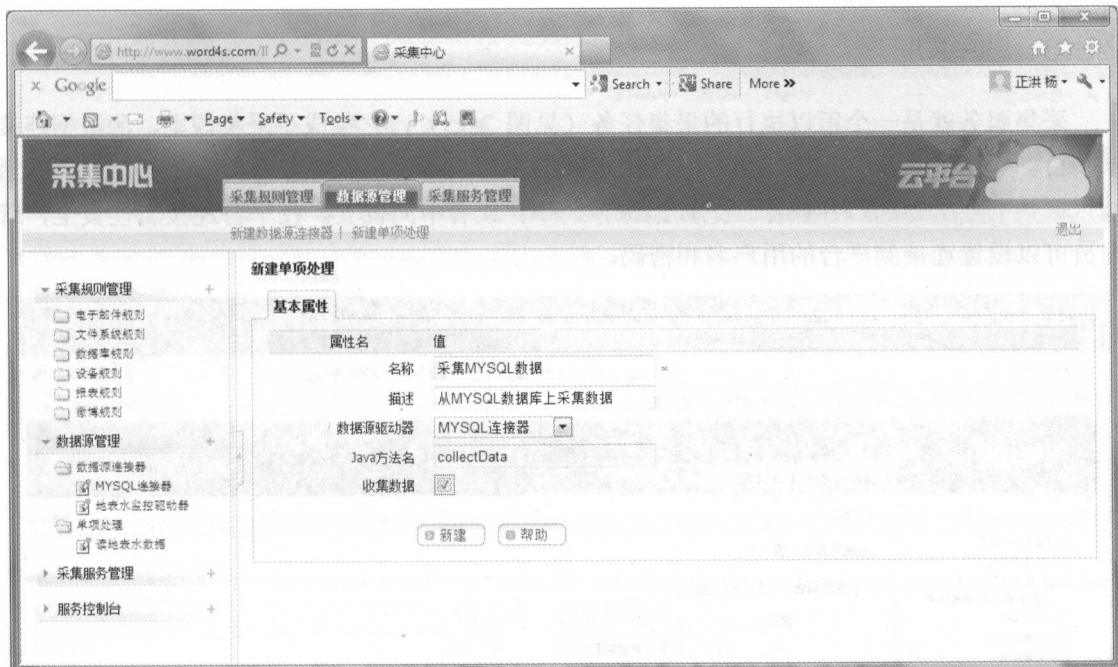 http://www.word4s.com/
采集中心
x Google
Search
Share
More >>
正洪 杨
Page
Safety
Tools
采集中心
采集规则管理
数据源管理
采集服务管理
云平台
新建数据源连接器 | 新建单项处理
退出
采集规则管理 +
电子邮件规则
文件系统规则
数据库规则
设备规则
报表规则
微博规则
数据源管理 +
数据源连接器
MYSQL连接器
地表水监控驱动器
单项处理
读地表水数据
采集服务管理 +
服务控制台 +
新建单项处理
基本属性
属性名 值
名称 采集MYSQL数据 *
描述 从MYSQL数据库上采集数据
数据源驱动器 MYSQL连接器
Java方法名 collectData
收集数据
新建 帮助